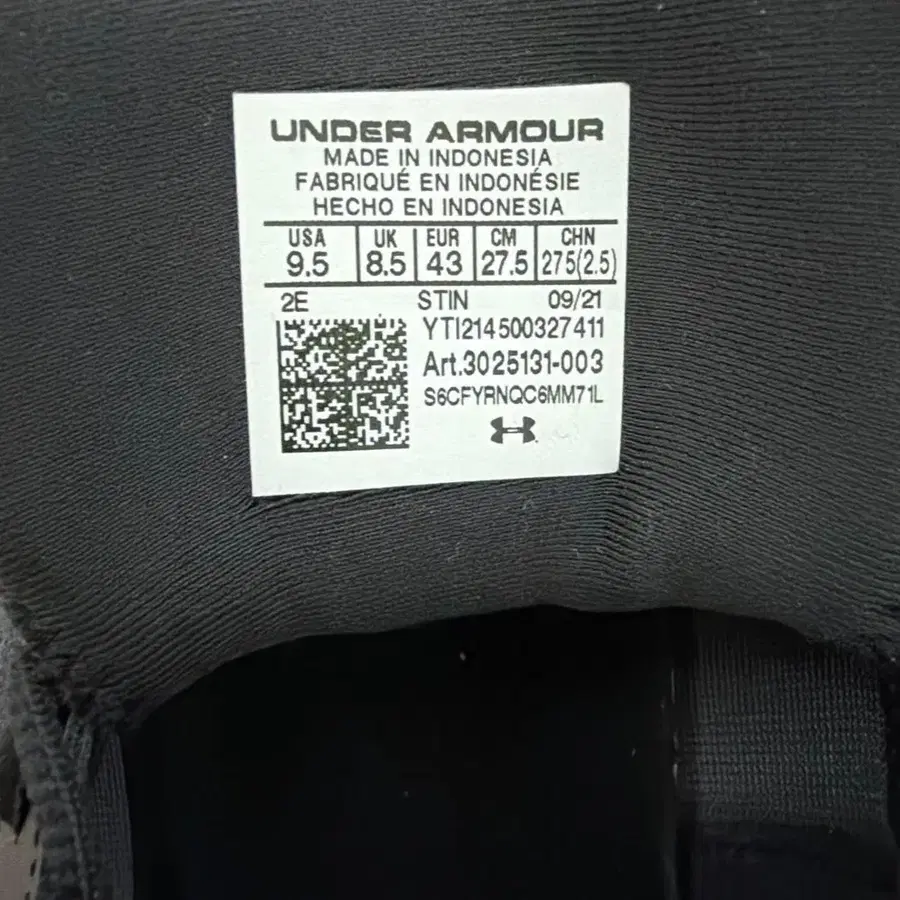 UNDER ARMOUR
MADE IN INDONESIA
FABRIQUÉ EN INDONÉSIE
HECHO EN INDONESIA
USA UK EUR CM CHN
9.5 8.5 43 27.5 275(2.5)
2E STIN 09/21
YTI214500327411
Art.3025131-003
S6CFYRNQC6MM71L